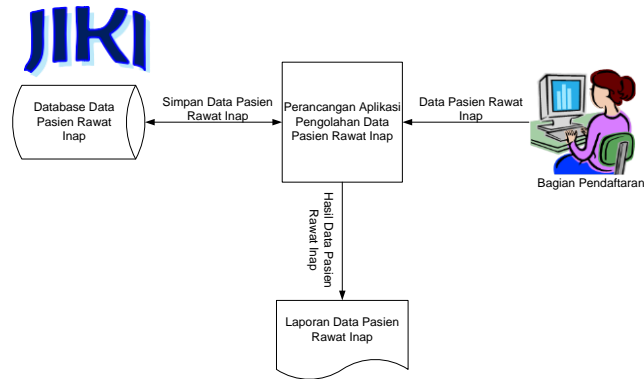 JIKI
Database Data
Pasien Rawat
Inap
Simpan Data Pasien
Rawat Inap
Perancangan Aplikasi
Pengolahan Data
Pasien Rawat Inap
Data Pasien Rawat
Inap
Bagian Pendaftaran
Hasil Data Pasien
Rawat Inap
Laporan Data Pasien
Rawat Inap